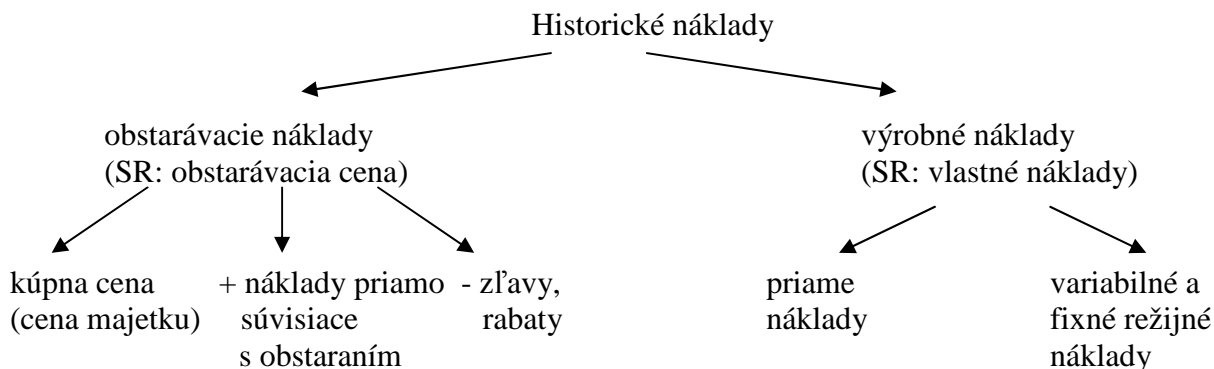 Historické náklady
obstarávacie náklady
(SR: obstarávacia cena)
výrobné náklady
(SR: vlastné náklady)
kúpna cena
(cena majetku)
+ náklady priamo
súvisiace
s obstaraním
- zľavy,
rabaty
priame
náklady
variabilné a
fixné režijné
náklady